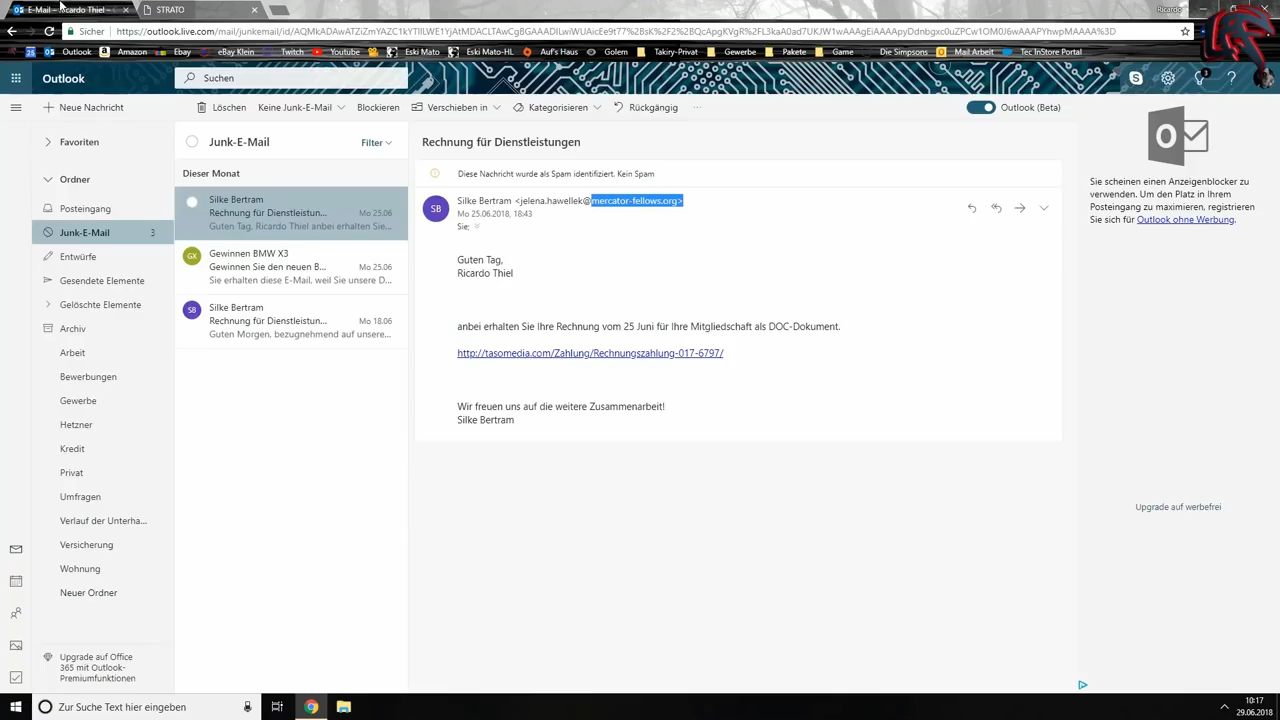 E-Mail – Ricardo Thiel –
STRATO
Ricardo
Sicher
https://outlook.live.com/mail/junkemail/
Outlook
Amazon
Ebay
eBay Klein
Twitch
Youtube
Eski Mato
Eski Mato-HL
Auf's Haus
Golem
Takiry-Privat
Gewerbe
Pakete
Game
Die Simpsons
Mail Arbeit
Tec InStore Portal
Outlook
Suchen
3
Neue Nachricht
Löschen
Keine Junk-E-Mail
Blockieren
Verschieben in
Kategorisieren
Rückgängig
Outlook (Beta)
Favoriten
Ordner
Posteingang
Junk-E-Mail 3
Entwürfe
Gesendete Elemente
Gelöschte Elemente
Archiv
Arbeit
Bewerbungen
Gewerbe
Hetzner
Kredit
Privat
Umfragen
Verlauf der Unterha...
Versicherung
Wohnung
Neuer Ordner
Upgrade auf Office
365 mit Outlook-
Premiumfunktionen
Junk-E-Mail
Filter
Dieser Monat
Silke Bertram
Rechnung für Dienstleistun... Mo 25.06
Guten Tag, Ricardo Thiel anbei erhalten Sie...
GX
Gewinnen BMW X3
Gewinnen Sie den neuen B... Mo 25.06
Sie erhalten diese E-Mail, weil Sie unsere D...
SB
Silke Bertram
Rechnung für Dienstleistun... Mo 18.06
Guten Morgen, bezugnehmend auf unsere...
Rechnung für Dienstleistungen
Diese Nachricht wurde als Spam identifiziert. Kein Spam
SB
Silke Bertram <jelena.hawellek@mercator-fellows.org>
Mo 25.06.2018, 18:43
Sie;
Guten Tag,
Ricardo Thiel
anbei erhalten Sie Ihre Rechnung vom 25 Juni für Ihre Mitgliedschaft als DOC-Dokument.
http://tasomedia.com/Zahlung/Rechnungszahlung-017-6797/
Wir freuen uns auf die weitere Zusammenarbeit!
Silke Bertram
Sie scheinen einen Anzeigenblocker zu
verwenden. Um den Platz in Ihrem
Posteingang zu maximieren, registrieren
Sie sich für Outlook ohne Werbung.
Upgrade auf werbefrei
Zur Suche Text hier eingeben
10:17
29.06.2018